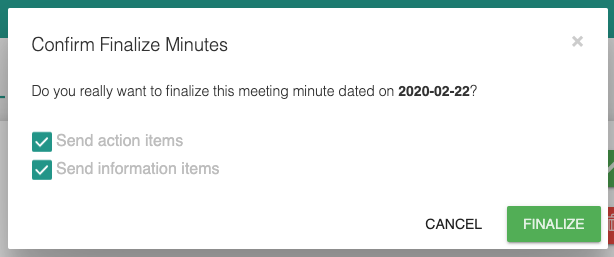 Confirm Finalize Minutes
Do you really want to finalize this meeting minute dated on 2020-02-22?
Send action items
Send information items
CANCEL FINALIZE